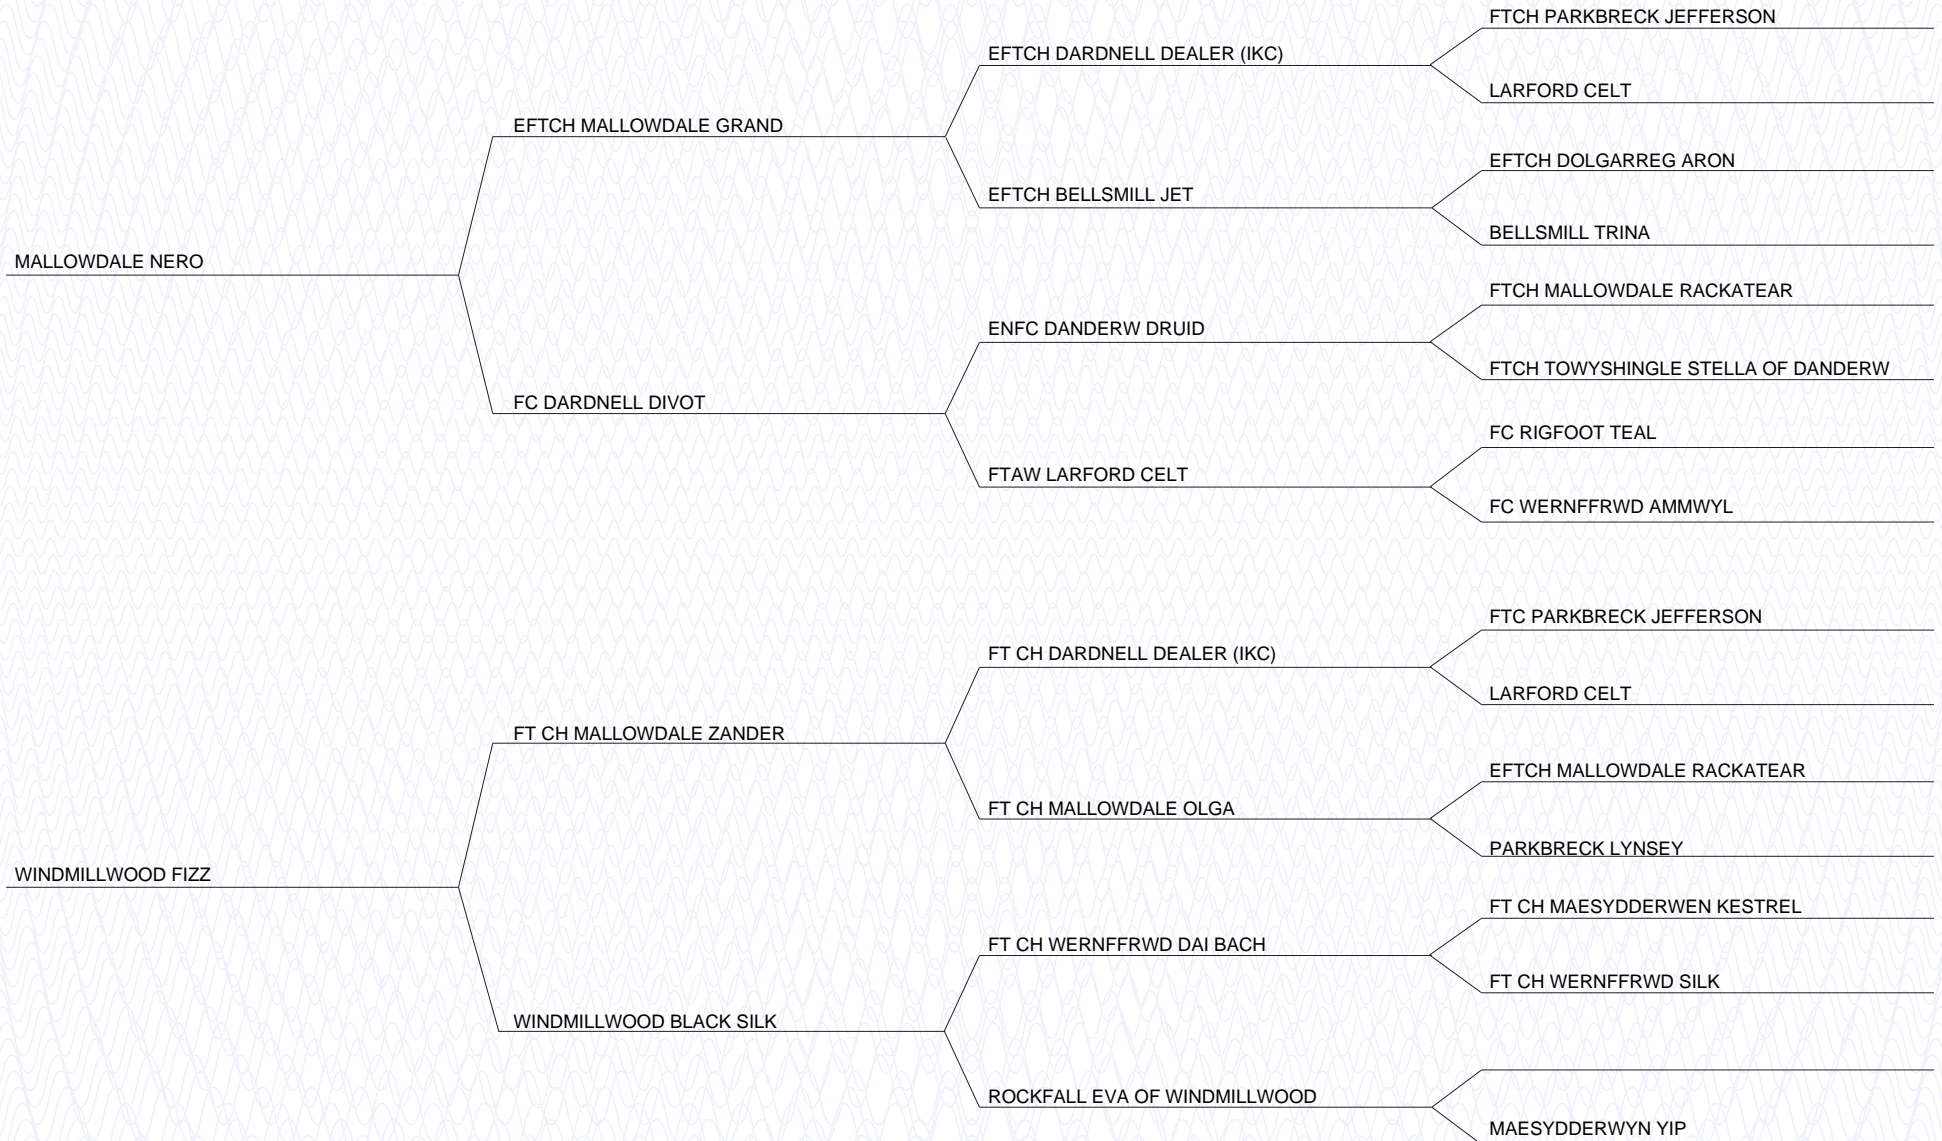 FTCH PARKBRECK JEFFERSON
EFTCH DARDNELL DEALER (IKC)
LARFORD CELT
EFTCH MALLOWDALE GRAND
EFTCH DOLGARREG ARON
EFTCH BELLSMILL JET
BELLSMILL TRINA
MALLOWDALE NERO
FTCH MALLOWDALE RACKATEAR
ENFC DANDERW DRUID
FTCH TOWYSHINGLE STELLA OF DANDERW
FC DARDNELL DIVOT
FC RIGFOOT TEAL
FTAW LARFORD CELT
FC WERNFFRWD AMMWYL
FTC PARKBRECK JEFFERSON
FT CH DARDNELL DEALER (IKC)
LARFORD CELT
FT CH MALLOWDALE ZANDER
EFTCH MALLOWDALE RACKATEAR
FT CH MALLOWDALE OLGA
PARKBRECK LYNSEY
WINDMILLWOOD FIZZ
FT CH MAESYDDERWEN KESTREL
FT CH WERNFFRWD DAI BACH
FT CH WERNFFRWD SILK
WINDMILLWOOD BLACK SILK
ROCKFALL EVA OF WINDMILLWOOD
MAESYDDERWYN YIP